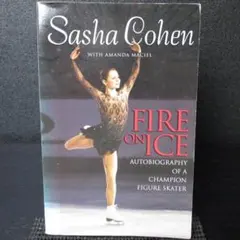 Sasha Cohen
WITH AMANDA MACIEL
FIRE
ON ICE
AUTOBIOGRAPHY
OF A
CHAMPION
FIGURE SKATER